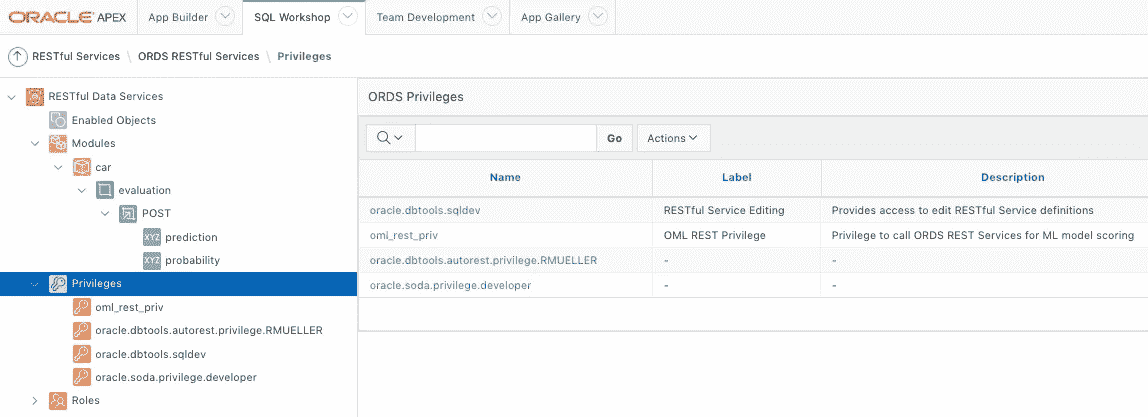 ORACLE APEX App Builder SQL Workshop Team Development App Gallery
RESTful Services \ ORDS RESTful Services \ Privileges
RESTful Data Services
Enabled Objects
Modules
car
evaluation
POST
XYZ prediction
XYZ probability
Privileges
oml_rest_priv
oracle.dbtools.autorest.privilege.RMUELLER
oracle.dbtools.sqldev
oracle.soda.privilege.developer
Roles
ORDS Privileges
Go Actions
Name Label Description
oracle.dbtools.sqldev RESTful Service Editing Provides access to edit RESTful Service definitions
oml_rest_priv OML REST Privilege Privilege to call ORDS REST Services for ML model scoring
oracle.dbtools.autorest.privilege.RMUELLER - -
oracle.soda.privilege.developer - -